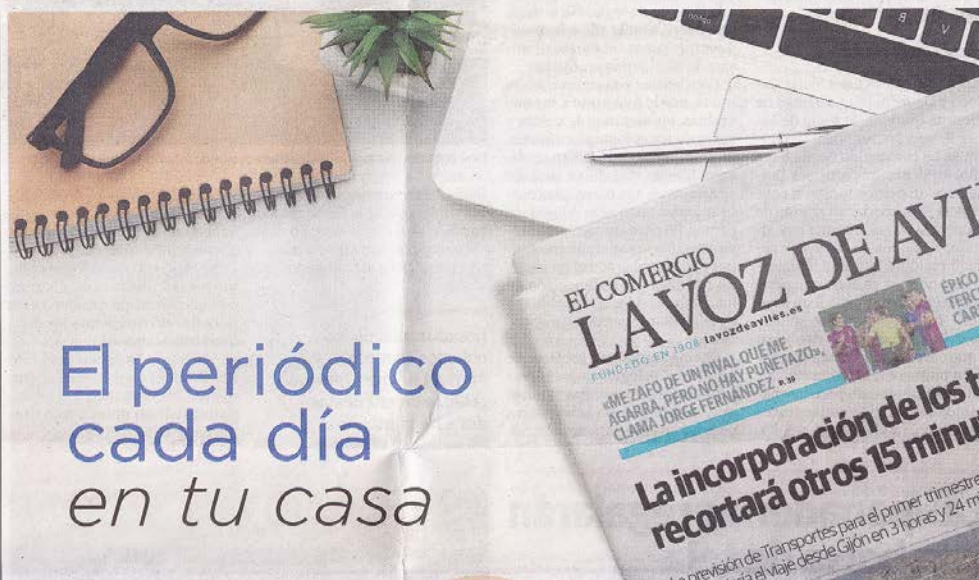 El periódico
cada día
en tu casa
EL COMERCIO
LA VOZ DE AVI
FUNDADO EN 1908 lavozdeaviles.es
«ME ZAFO DE UN RIVAL QUE ME
AGARRA, PERO NO HAY PUÑETAZO»,
CLAMA JORGE FERNÁNDEZ P. 39
ÉPICO
La incorporación de los t
recortará otros 15 minu
previsión de Transportes para el primer trimestre
el viaje desde Gijón en 3 horas y 24 m